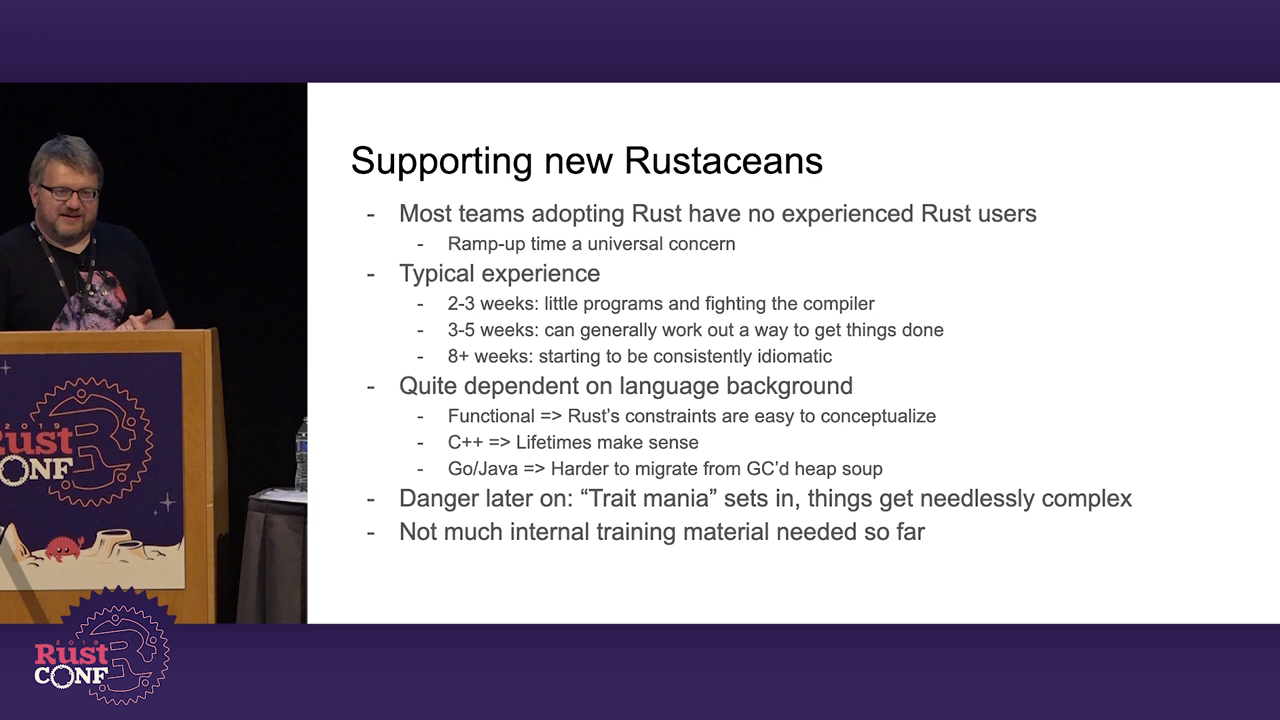 Supporting new Rustaceans
- Most teams adopting Rust have no experienced Rust users
- Ramp-up time a universal concern
- Typical experience
- 2-3 weeks: little programs and fighting the compiler
- 3-5 weeks: can generally work out a way to get things done
- 8+ weeks: starting to be consistently idiomatic
- Quite dependent on language background
- Functional => Rust’s constraints are easy to conceptualize
- C++ => Lifetimes make sense
- Go/Java => Harder to migrate from GC’d heap soup
- Danger later on: “Trait mania” sets in, things get needlessly complex
- Not much internal training material needed so far
2019
Rust
CONF
2019
Rust
CONF